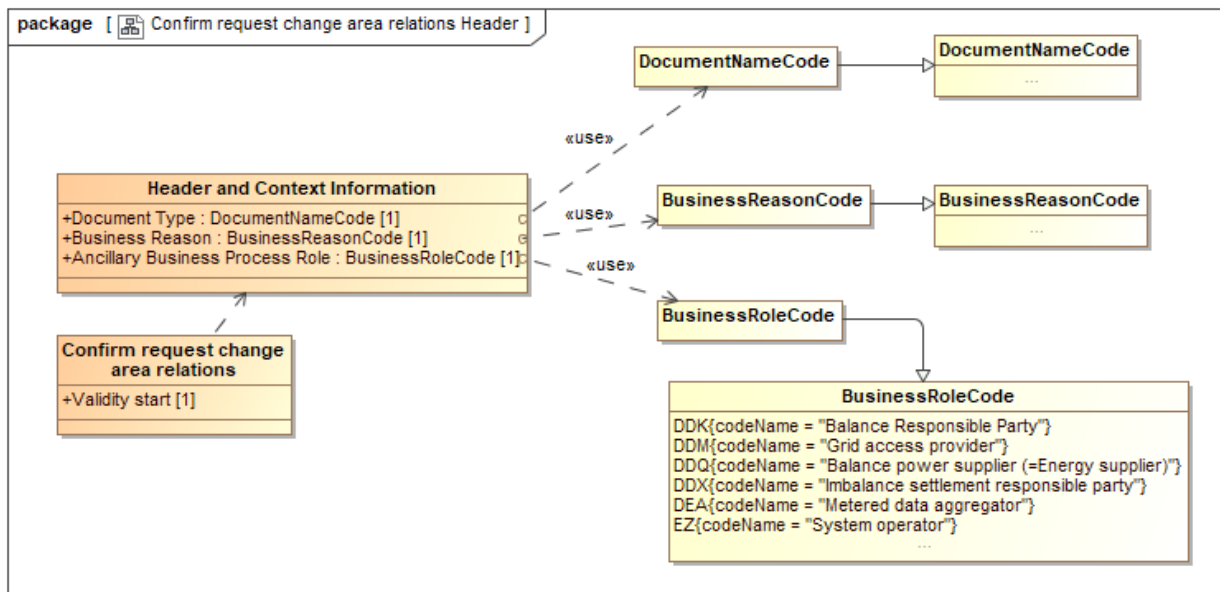 package [ Confirm request change area relations Header ]
DocumentNameCode
DocumentNameCode
...
«use»
Header and Context Information
+Document Type : DocumentNameCode [1]
+Business Reason : BusinessReasonCode [1]
+Ancillary Business Process Role : BusinessRoleCode [1]
«use»
BusinessReasonCode
BusinessReasonCode
...
«use»
BusinessRoleCode
Confirm request change
area relations
+Validity start [1]
BusinessRoleCode
DDK{codeName = "Balance Responsible Party"}
DDM{codeName = "Grid access provider"}
DDQ{codeName = "Balance power supplier (=Energy supplier)"}
DDX{codeName = "Imbalance settlement responsible party"}
DEA{codeName = "Metered data aggregator"}
EZ{codeName = "System operator"}
...